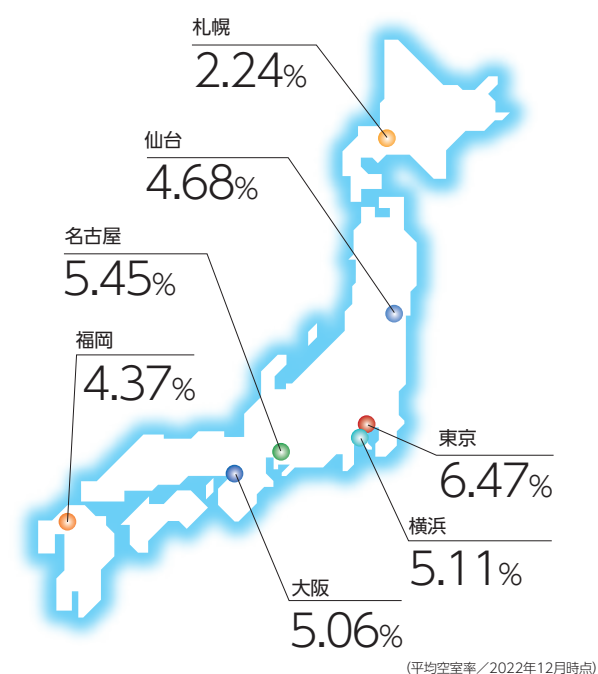 札幌
2.24%
仙台
4.68%
名古屋
5.45%
福岡
4.37%
東京
6.47%
横浜
5.11%
大阪
5.06%
(平均空室率／2022年12月時点)